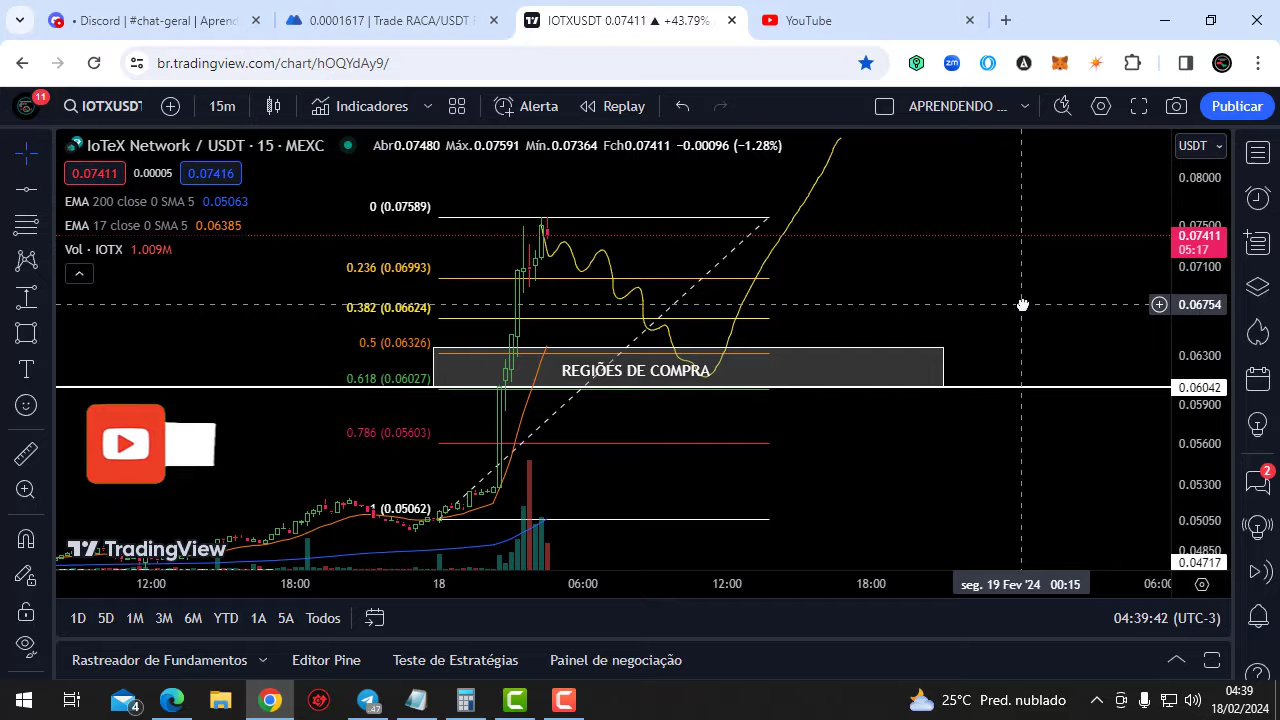 Discord | #chat-geral | Aprend
0.0001617 | Trade RACA/USDT
IOTXUSDT 0.07411 ▲ +43.79%
YouTube
br.tradingview.com/chart/hOQYdAy9/
11
IOTXUSDT
15m
Indicadores
Alerta
Replay
APRENDENDO ...
Publicar
IoTeX Network / USDT · 15 · MEXC
Abr0.07480 Máx.0.07591 Mín.0.07364 Fch0.07411 −0.00096 (−1.28%)
USDT
0.07411 0.00005 0.07416
EMA 200 close 0 SMA 5 0.05063
EMA 17 close 0 SMA 5 0.06385
Vol · IOTX 1.009M
0 (0.07589)
0.236 (0.06993)
0.382 (0.06624)
0.5 (0.06326)
0.618 (0.06027)
0.786 (0.05603)
1 (0.05062)
REGIÕES DE COMPRA
0.08000
0.07500
0.07411
05:17
0.07100
0.06754
0.06300
0.06042
0.05900
0.05600
0.05300
0.05050
0.04850
0.04717
TradingView
12:00
18:00
18
06:00
12:00
18:00
seg. 19 Fev '24 00:15
06:00
1D 5D 1M 3M 6M YTD 1A 5A Todos
04:39:42 (UTC-3)
2
Rastreador de Fundamentos
Editor Pine
Teste de Estratégias
Painel de negociação
4
47
25°C Pred. nublado
04:39
18/02/2024